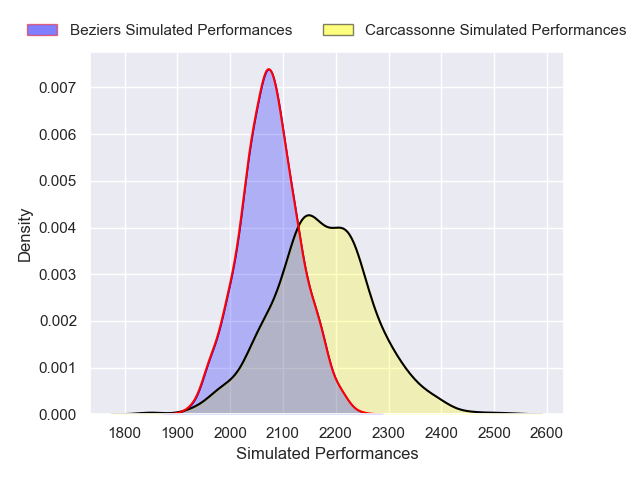 Beziers Simulated Performances Carcassonne Simulated Performances
0.007
0.006
0.005
0.004
0.003
0.002
0.001
0.000
Density
1800 1900 2000 2100 2200 2300 2400 2500 2600
Simulated Performances